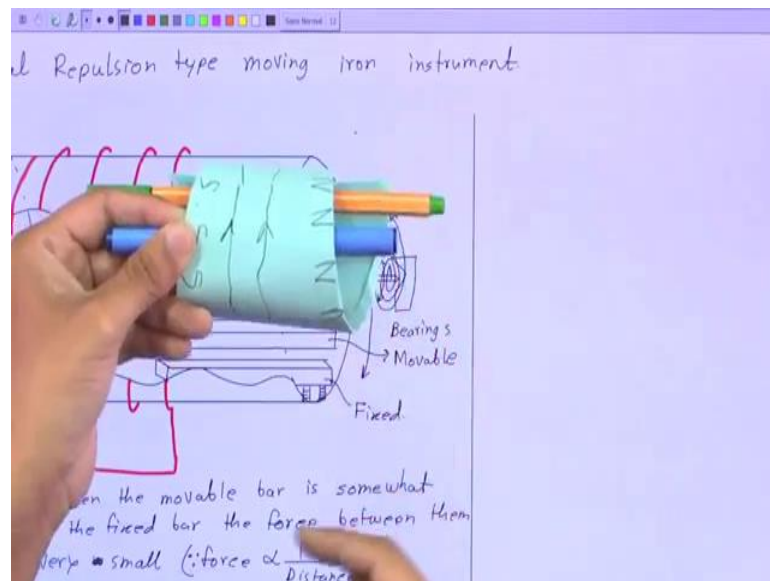 l Repulsion type moving iron instrument
S S S
N N N
Bearings
Movable
Fixed.
en the movable bar is somewhat
the fixed bar the force between them
very small (∵ force ∝
Distance